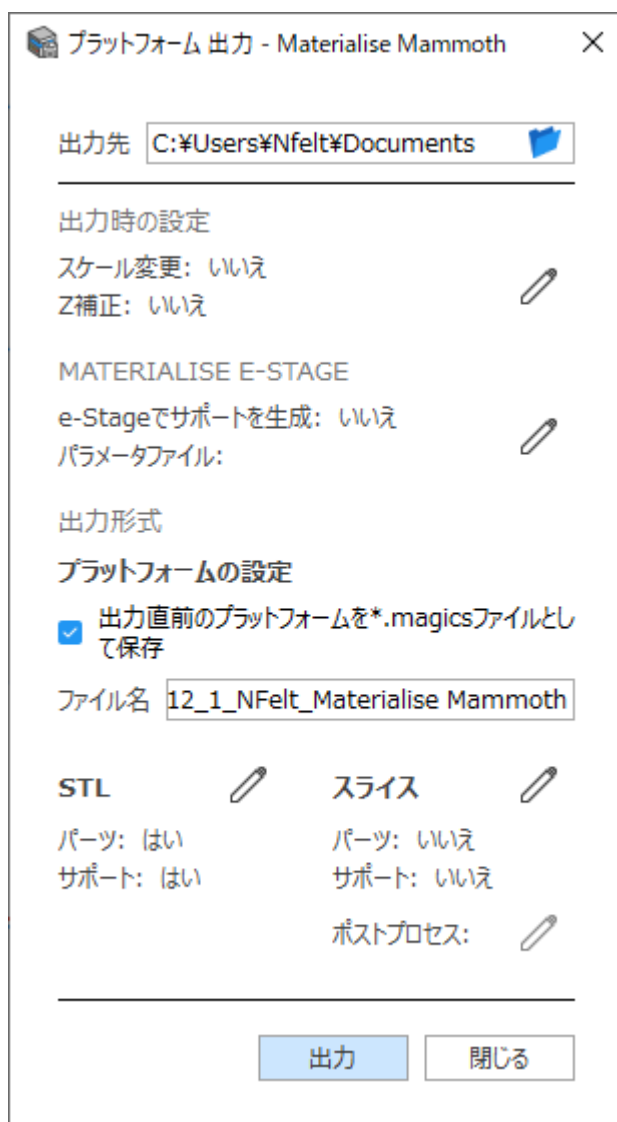 プラットフォーム 出力 - Materialise Mammoth
出力先 C:¥Users¥Nfelt¥Documents
出力時の設定
スケール変更: いいえ
Z補正: いいえ
MATERIALISE E-STAGE
e-Stageでサポートを生成: いいえ
パラメータファイル:
出力形式
プラットフォームの設定
出力直前のプラットフォームを*.magicsファイルとし
て保存
ファイル名 12_1_NFelt_Materialise Mammoth
STL スライス
パーツ: はい パーツ: いいえ
サポート: はい サポート: いいえ
ポストプロセス:
出力 閉じる